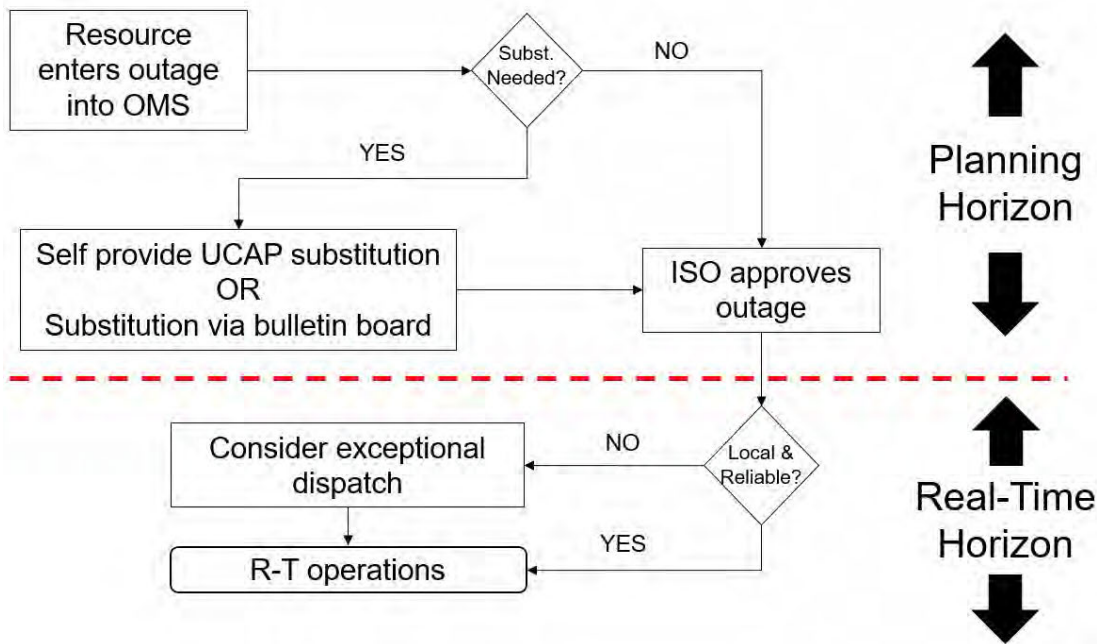 Resource
enters outage
into OMS
Subst.
Needed?
NO
YES
Planning
Horizon
Self provide UCAP substitution
OR
Substitution via bulletin board
ISO approves
outage
Consider exceptional
dispatch
NO
Local &
Reliable?
Real-Time
Horizon
YES
R-T operations